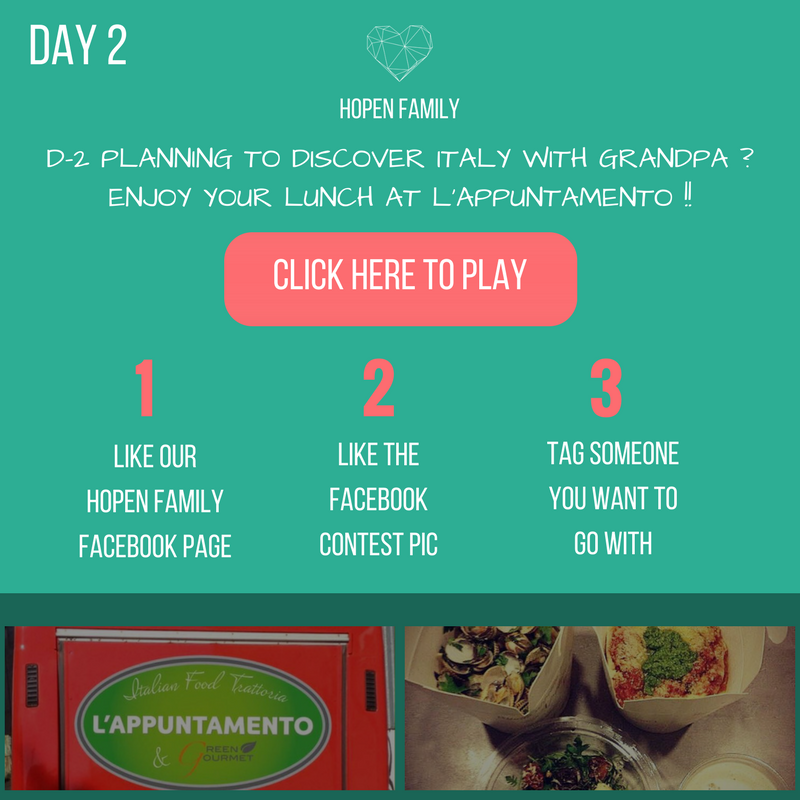 DAY 2
HOPEN FAMILY
D-2 PLANNING TO DISCOVER ITALY WITH GRANDPA ?
ENJOY YOUR LUNCH AT L'APPUNTAMENTO !!
CLICK HERE TO PLAY
1
LIKE OUR
HOPEN FAMILY
FACEBOOK PAGE
2
LIKE THE
FACEBOOK
CONTEST PIC
3
TAG SOMEONE
YOU WANT TO
GO WITH
Italian Food Trattoria
L'APPUNTAMENTO
& GREEN
GOURMET